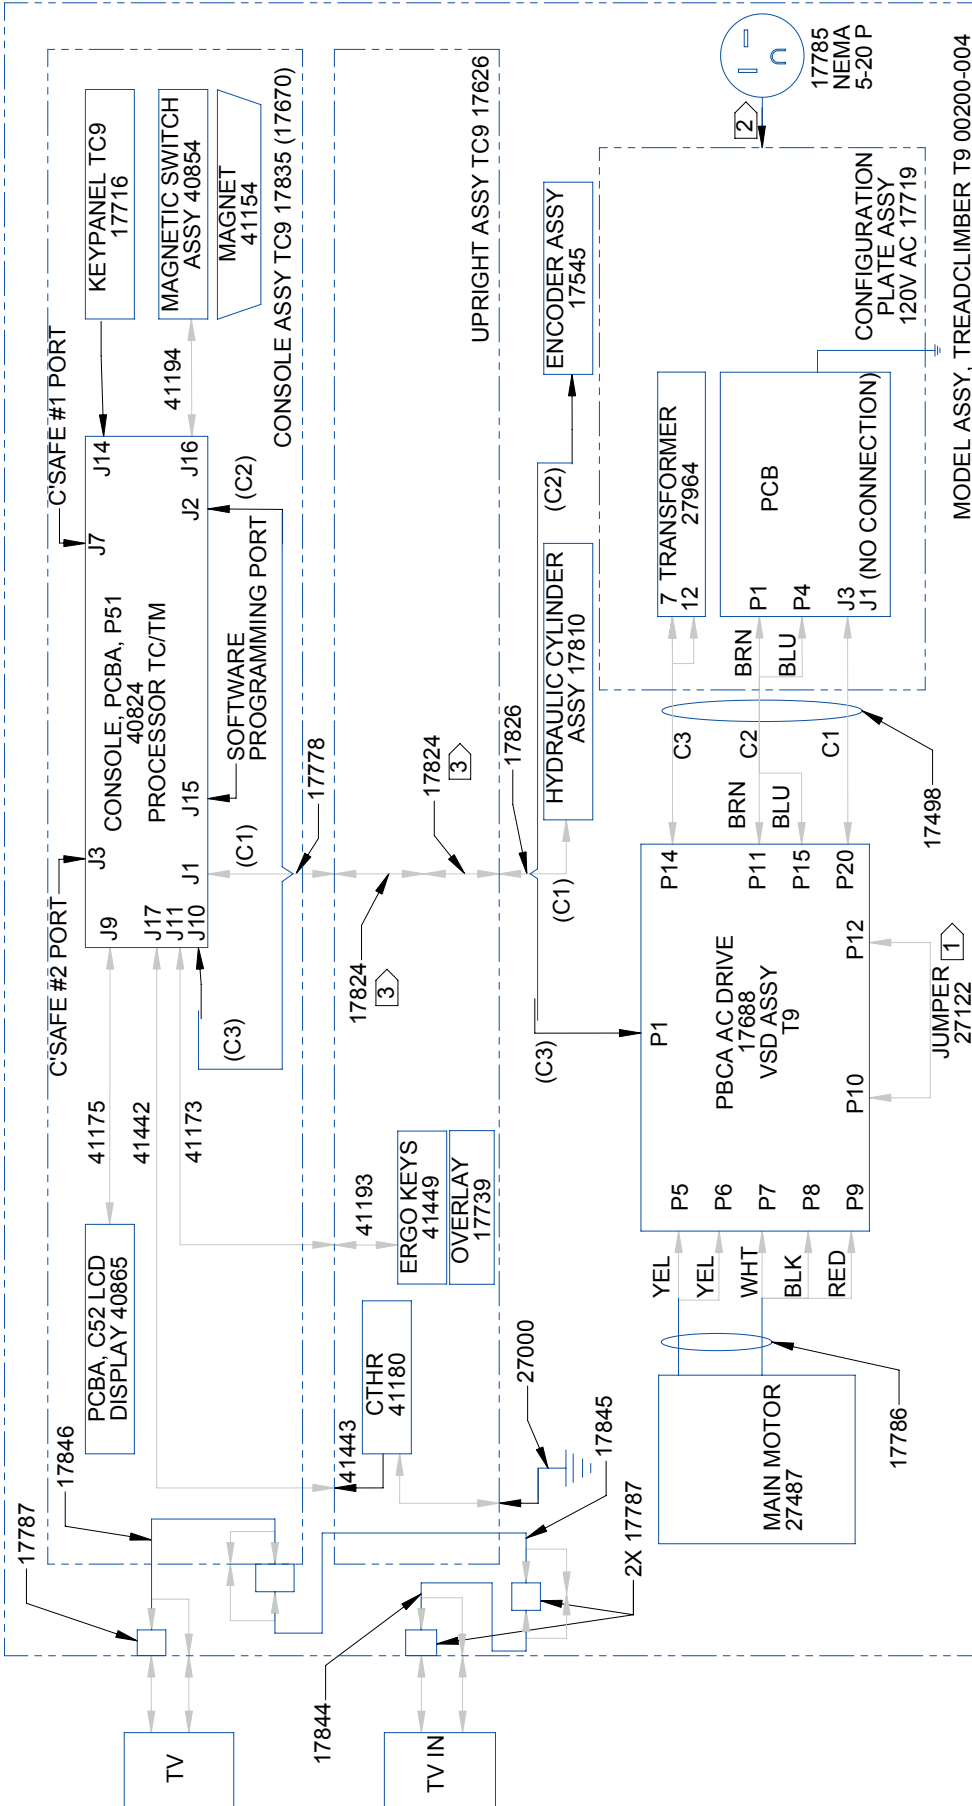 TV
TV IN
17787
17846
17844
2X 17787
17845
27000
PCBA, C52 LCD
DISPLAY 40865
41175
41442
41173
41443
CTHR
41180
41193
ERGO KEYS
41449
OVERLAY
17739
C'SAFE #2 PORT
C'SAFE #1 PORT
J9
J3
J7
J14
J17
J11
J10
J1
J15
J2
J16
CONSOLE, PCBA, P51
40824
PROCESSOR TC/TM
KEYPANEL TC9
17716
MAGNETIC SWITCH
ASSY 40854
MAGNET
41154
41194
CONSOLE ASSY TC9 17835 (17670)
(C3)
(C1)
(C2)
SOFTWARE
PROGRAMMING PORT
17778
17824
3
17824
3
17826
UPRIGHT ASSY TC9 17626
(C3)
(C1)
(C2)
HYDRAULIC CYLINDER
ASSY 17810
ENCODER ASSY
17545
MAIN MOTOR
27487
17786
YEL
YEL
WHT
BLK
RED
P5
P6
P7
P8
P9
P1
PBCA AC DRIVE
17688
VSD ASSY
T9
P10
P12
P14
P11
P15
P20
JUMPER
27122
1
BRN
BLU
C3
C2
C1
17498
BRN
BLU
7
12
TRANSFORMER
27964
P1
P4
J3
J1 (NO CONNECTION)
PCB
CONFIGURATION
PLATE ASSY
120V AC 17719
2
17785
NEMA
5-20 P
MODEL ASSY, TREADCLIMBER T9 00200-004